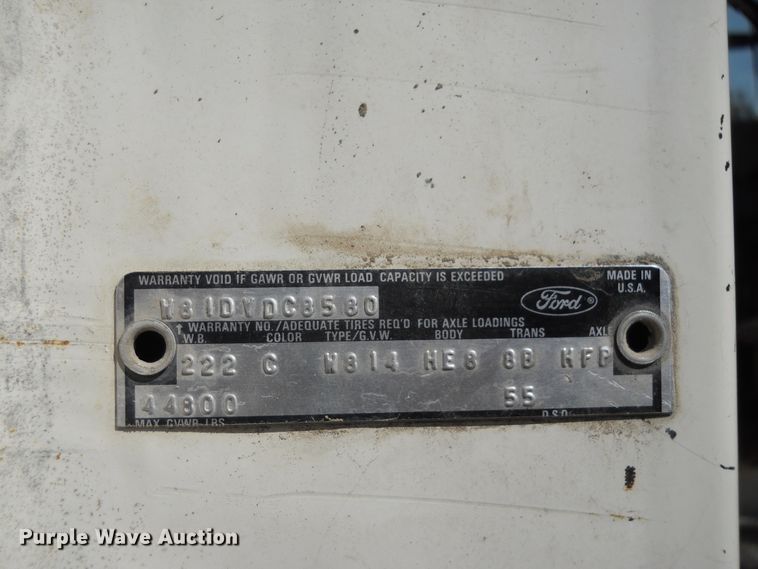 WARRANTY VOID IF GAWR OR GVWR LOAD CAPACITY IS EXCEEDED
MADE IN U.S.A.
W81DVDC8580
Ford ®
↑ WARRANTY NO./ADEQUATE TIRES REQ'D FOR AXLE LOADINGS
W.B. COLOR TYPE/G.V.W. BODY TRANS AXLE
222 C W814 HE8 8B HFP
44800 55
MAX GVWR LBS D.S.O.
Purple Wave Auction